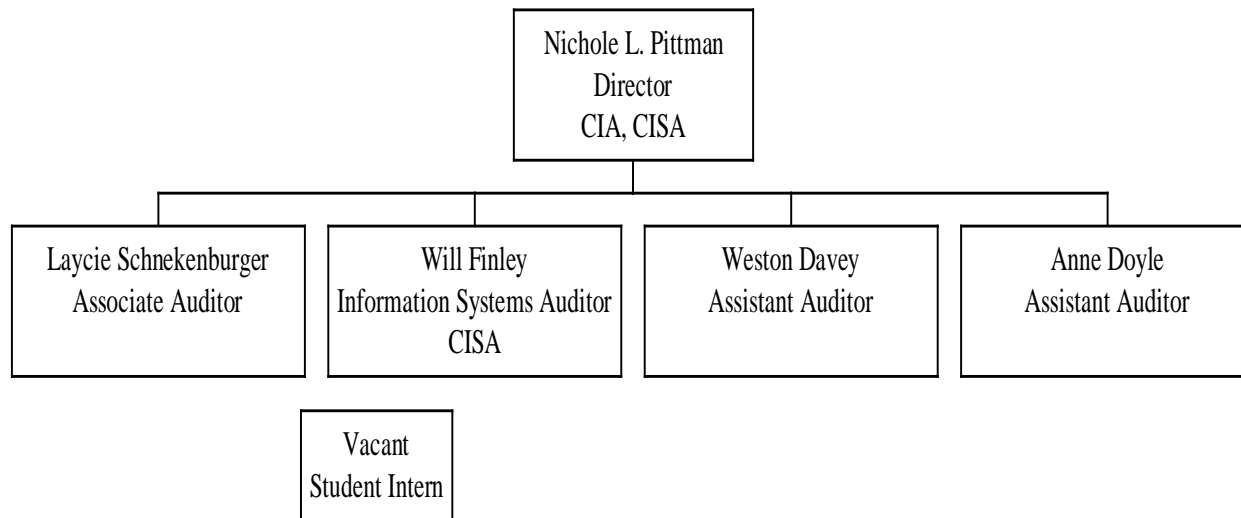 Nichole L. Pittman
Director
CIA, CISA
Laycie Schnekenburger
Associate Auditor
Will Finley
Information Systems Auditor
CISA
Weston Davey
Assistant Auditor
Anne Doyle
Assistant Auditor
Vacant
Student Intern